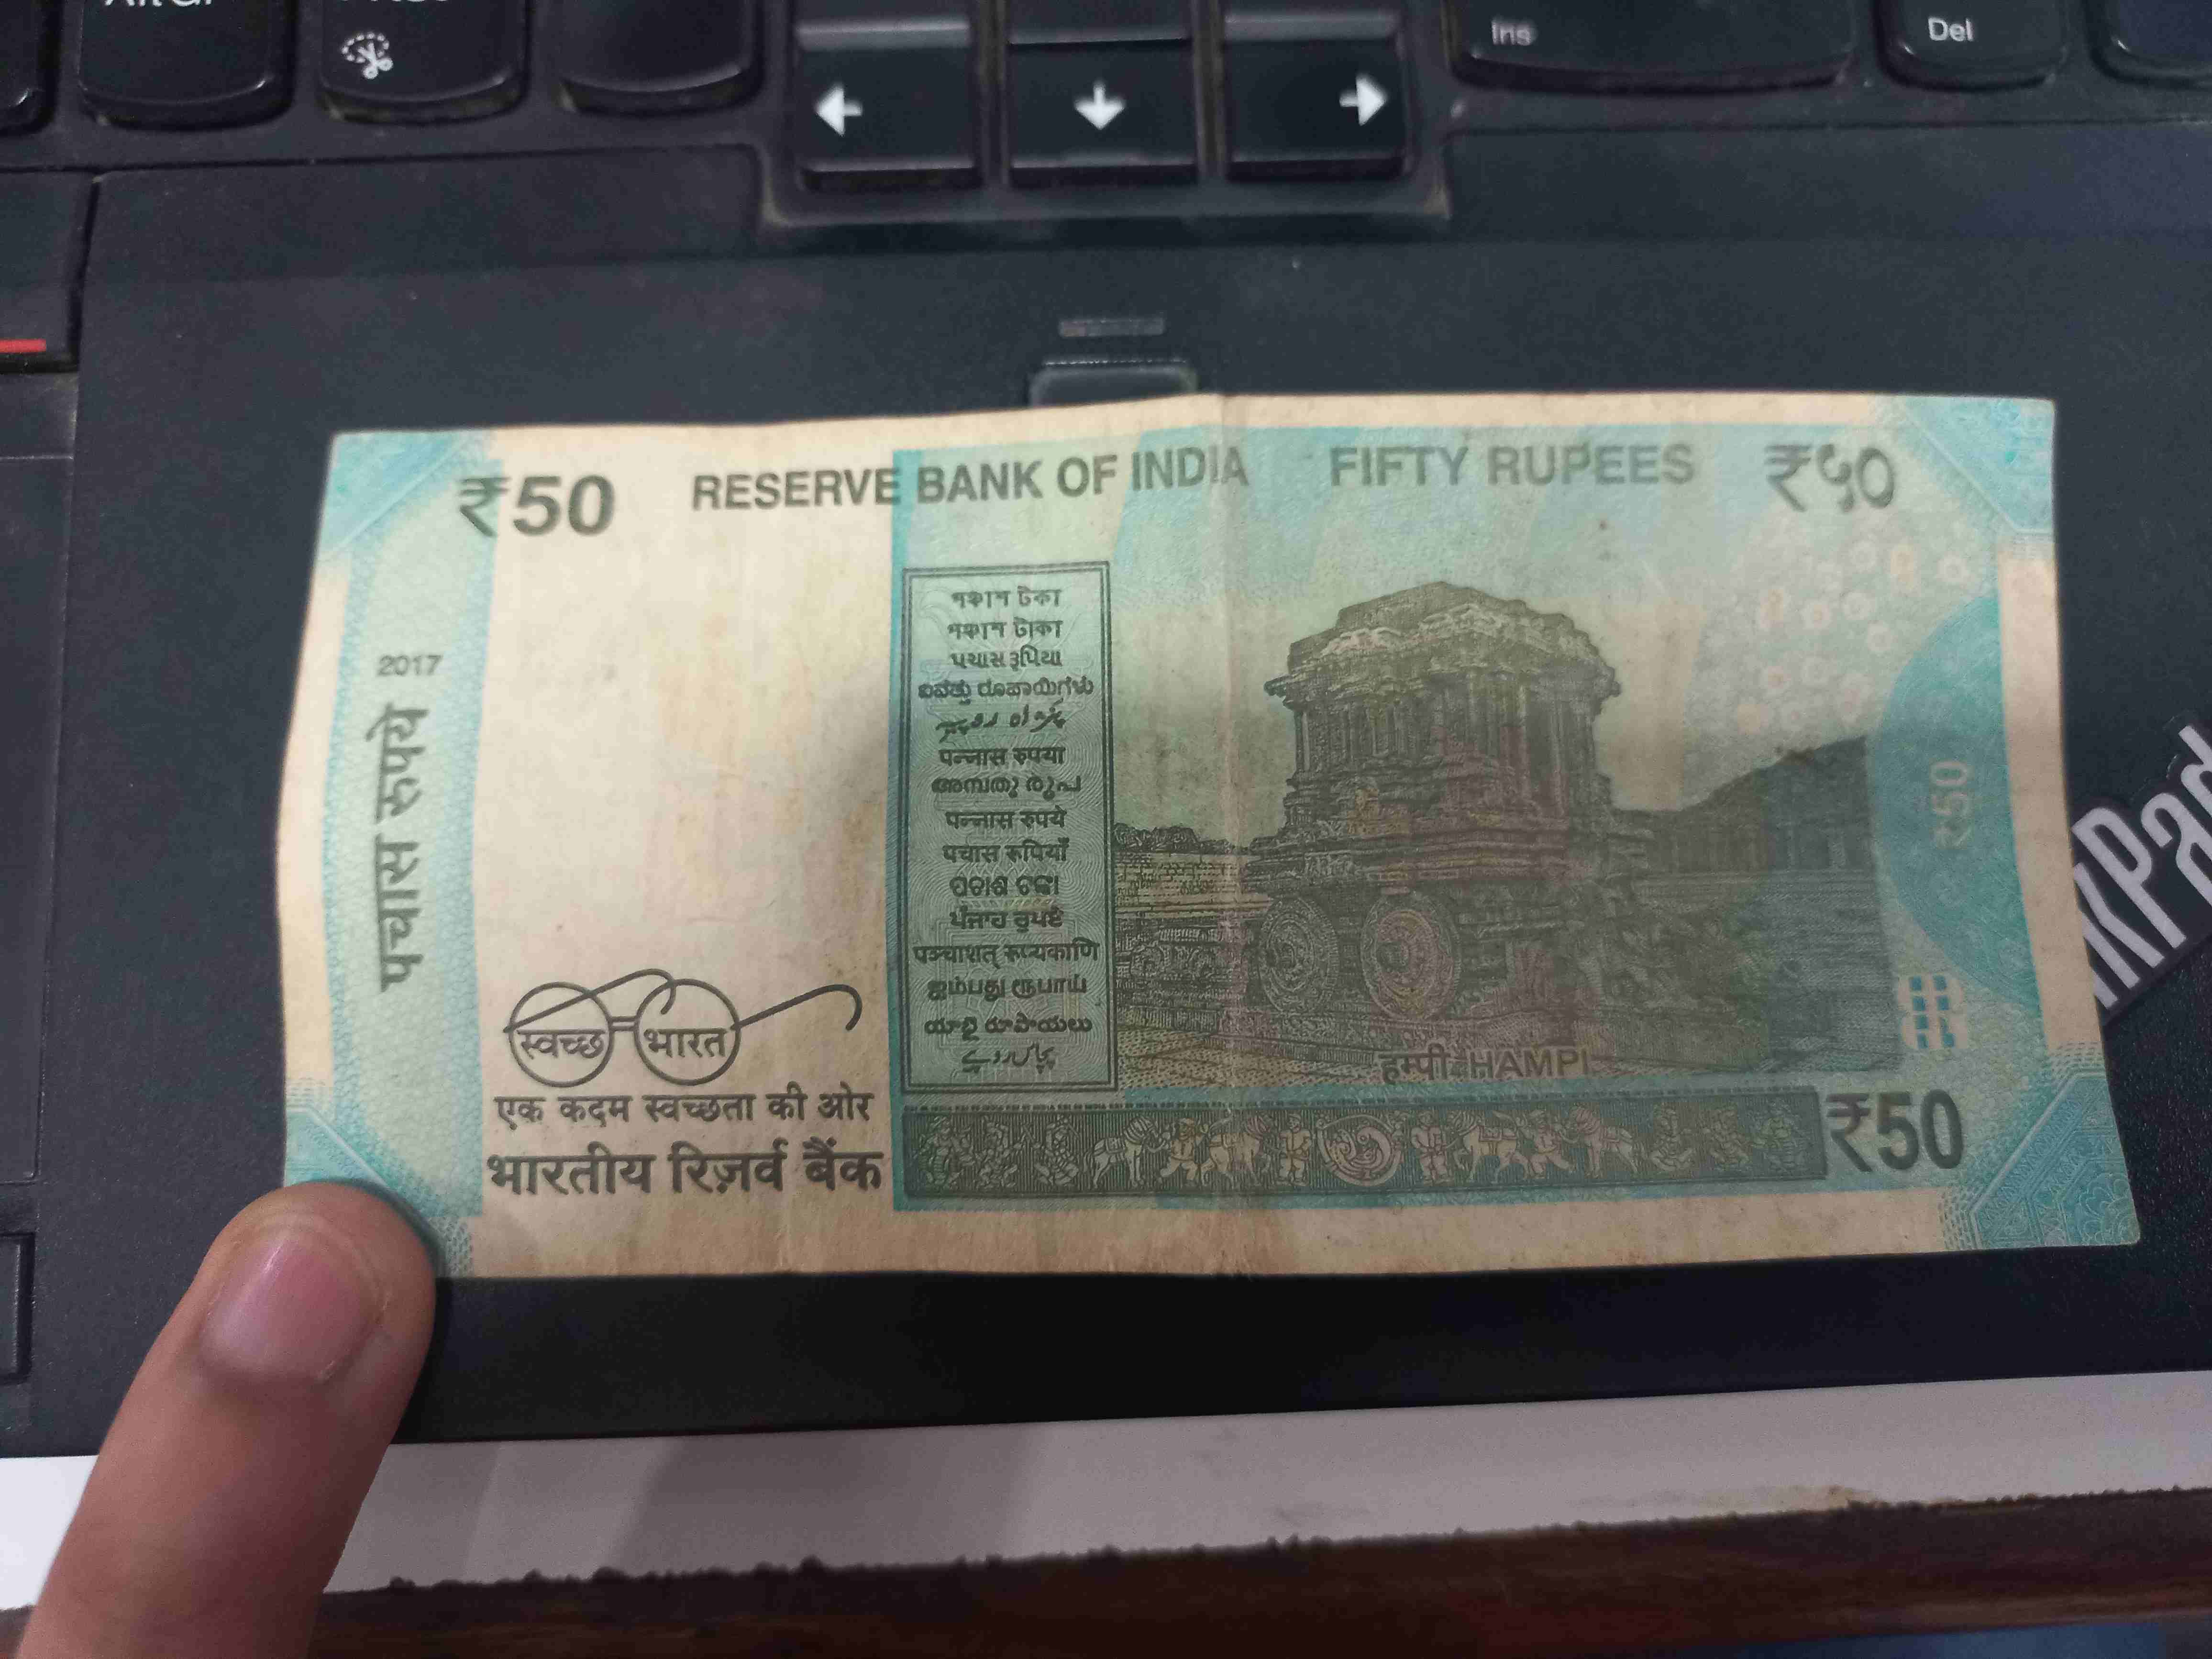 Ins
Del
₹50 RESERVE BANK OF INDIA FIFTY RUPEES ₹५०
2017
पचास रुपये
পঞ্চাশ টকা
পঞ্চাশ টাকা
પચાસ રૂપિયા
ಐವತ್ತು ರೂಪಾಯಿಗಳು
पन्नास रुपया
അമ്പതു രൂപ
पन्नास रुपये
पचास रुपियाँ
ପଚାଶ ଟଙ୍କା
ਪੰਜਾਹ ਰੁਪਏ
पञ्चाशत् रूप्यकाणि
ஐம்பது ரூபாய்
యాభై రూపాయలు
پچاس روپے
₹50
हम्पी HAMPI
स्वच्छ भारत
एक कदम स्वच्छता की ओर
भारतीय रिज़र्व बैंक
₹50
kPad